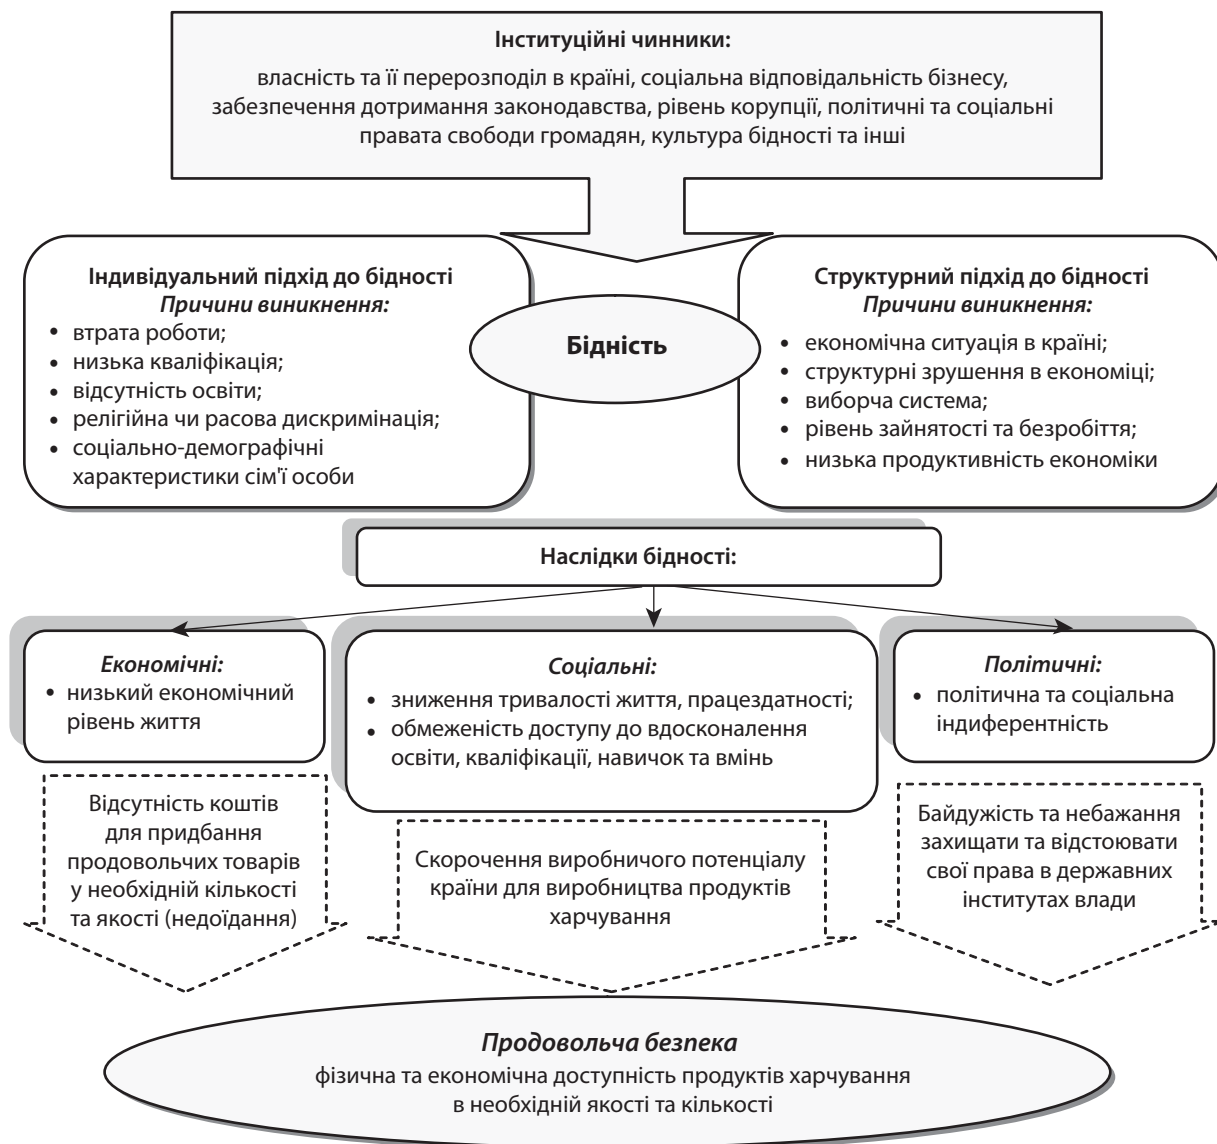 Інституційні чинники:
власність та її перерозподіл в країні, соціальна відповідальність бізнесу,
забезпечення дотримання законодавства, рівень корупції, політичні та соціальні
правата свободи громадян, культура бідності та інші
Індивідуальний підхід до бідності
Причини виникнення:
• втрата роботи;
• низька кваліфікація;
• відсутність освіти;
• релігійна чи расова дискримінація;
• соціально-демографічні
характеристики сім'ї особи
Бідність
Структурний підхід до бідності
Причини виникнення:
• економічна ситуація в країні;
• структурні зрушення в економіці;
• виборча система;
• рівень зайнятості та безробіття;
• низька продуктивність економіки
Наслідки бідності:
Економічні:
• низький економічний
рівень життя
Соціальні:
• зниження тривалості життя, працездатності;
• обмеженість доступу до вдосконалення
освіти, кваліфікації, навичок та вмінь
Політичні:
• політична та соціальна
індиферентність
Відсутність коштів
для придбання
продовольчих товарів
у необхідній кількості
та якості (недоїдання)
Скорочення виробничого потенціалу
країни для виробництва продуктів
харчування
Байдужість та небажання
захищати та відстоювати
свої права в державних
інститутах влади
Продовольча безпека
фізична та економічна доступність продуктів харчування
в необхідній якості та кількості